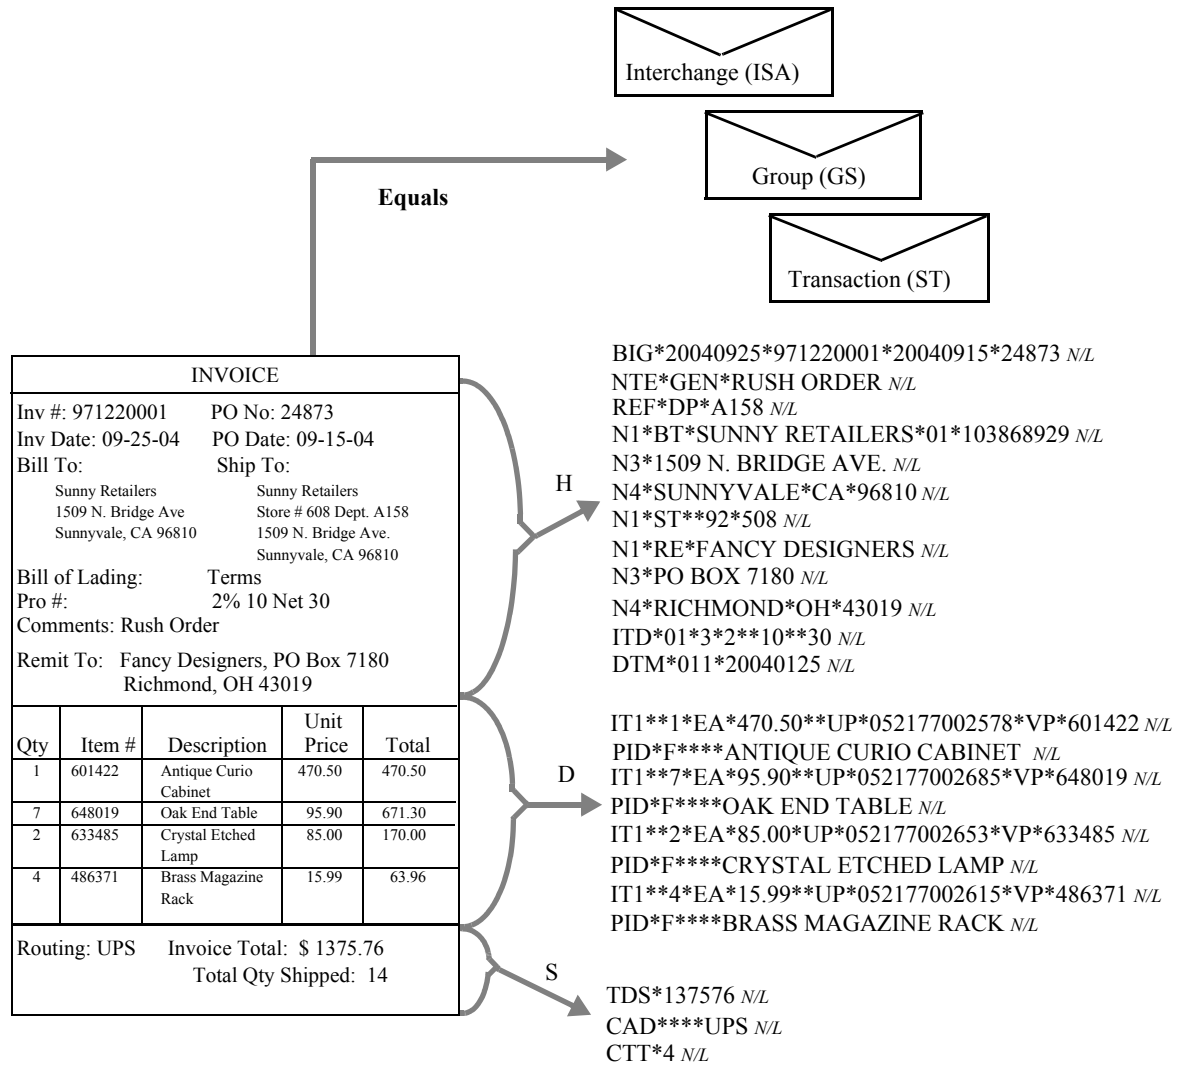 Interchange (ISA)
Group (GS)
Equals
Transaction (ST)
INVOICE
Inv #: 971220001 PO No: 24873
Inv Date: 09-25-04 PO Date: 09-15-04
Bill To: Ship To:
Sunny Retailers Sunny Retailers
1509 N. Bridge Ave Store # 608 Dept. A158
Sunnyvale, CA 96810 1509 N. Bridge Ave.
Sunnyvale, CA 96810
Bill of Lading: Terms
Pro #: 2% 10 Net 30
Comments: Rush Order
Remit To: Fancy Designers, PO Box 7180
Richmond, OH 43019
Qty Item # Description Unit Price Total
1 601422 Antique Curio Cabinet 470.50 470.50
7 648019 Oak End Table 95.90 671.30
2 633485 Crystal Etched Lamp 85.00 170.00
4 486371 Brass Magazine Rack 15.99 63.96
Routing: UPS Invoice Total: $ 1375.76
Total Qty Shipped: 14
H
BIG*20040925*971220001*20040915*24873 N/L
NTE*GEN*RUSH ORDER N/L
REF*DP*A158 N/L
N1*BT*SUNNY RETAILERS*01*103868929 N/L
N3*1509 N. BRIDGE AVE. N/L
N4*SUNNYVALE*CA*96810 N/L
N1*ST**92*508 N/L
N1*RE*FANCY DESIGNERS N/L
N3*PO BOX 7180 N/L
N4*RICHMOND*OH*43019 N/L
ITD*01*3*2**10**30 N/L
DTM*011*20040125 N/L
D
IT1**1*EA*470.50**UP*052177002578*VP*601422 N/L
PID*F****ANTIQUE CURIO CABINET N/L
IT1**7*EA*95.90**UP*052177002685*VP*648019 N/L
PID*F****OAK END TABLE N/L
IT1**2*EA*85.00*UP*052177002653*VP*633485 N/L
PID*F****CRYSTAL ETCHED LAMP N/L
IT1**4*EA*15.99**UP*052177002615*VP*486371 N/L
PID*F****BRASS MAGAZINE RACK N/L
S
TDS*137576 N/L
CAD****UPS N/L
CTT*4 N/L